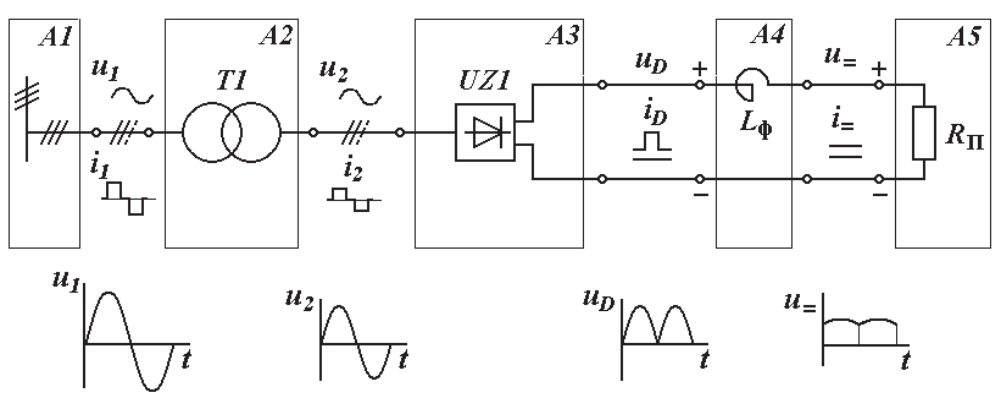 A1 A2 A3 A4 A5
u1 T1 u2 UZ1 uD + u= +
i1 i2 iD Lф i= RП
− −
u1 t
u2 t
uD t
u= t